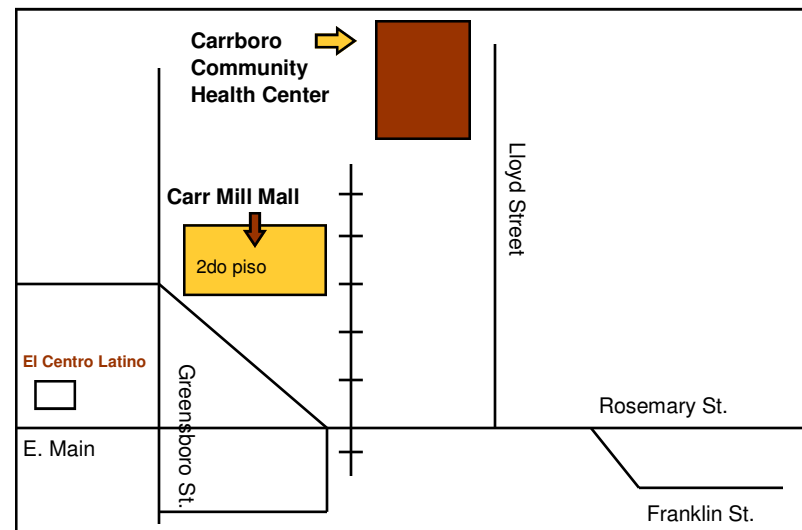 Carrboro
Community
Health Center
Lloyd Street
Carr Mill Mall
2do piso
El Centro Latino
Greensboro St.
Rosemary St.
E. Main
Franklin St.